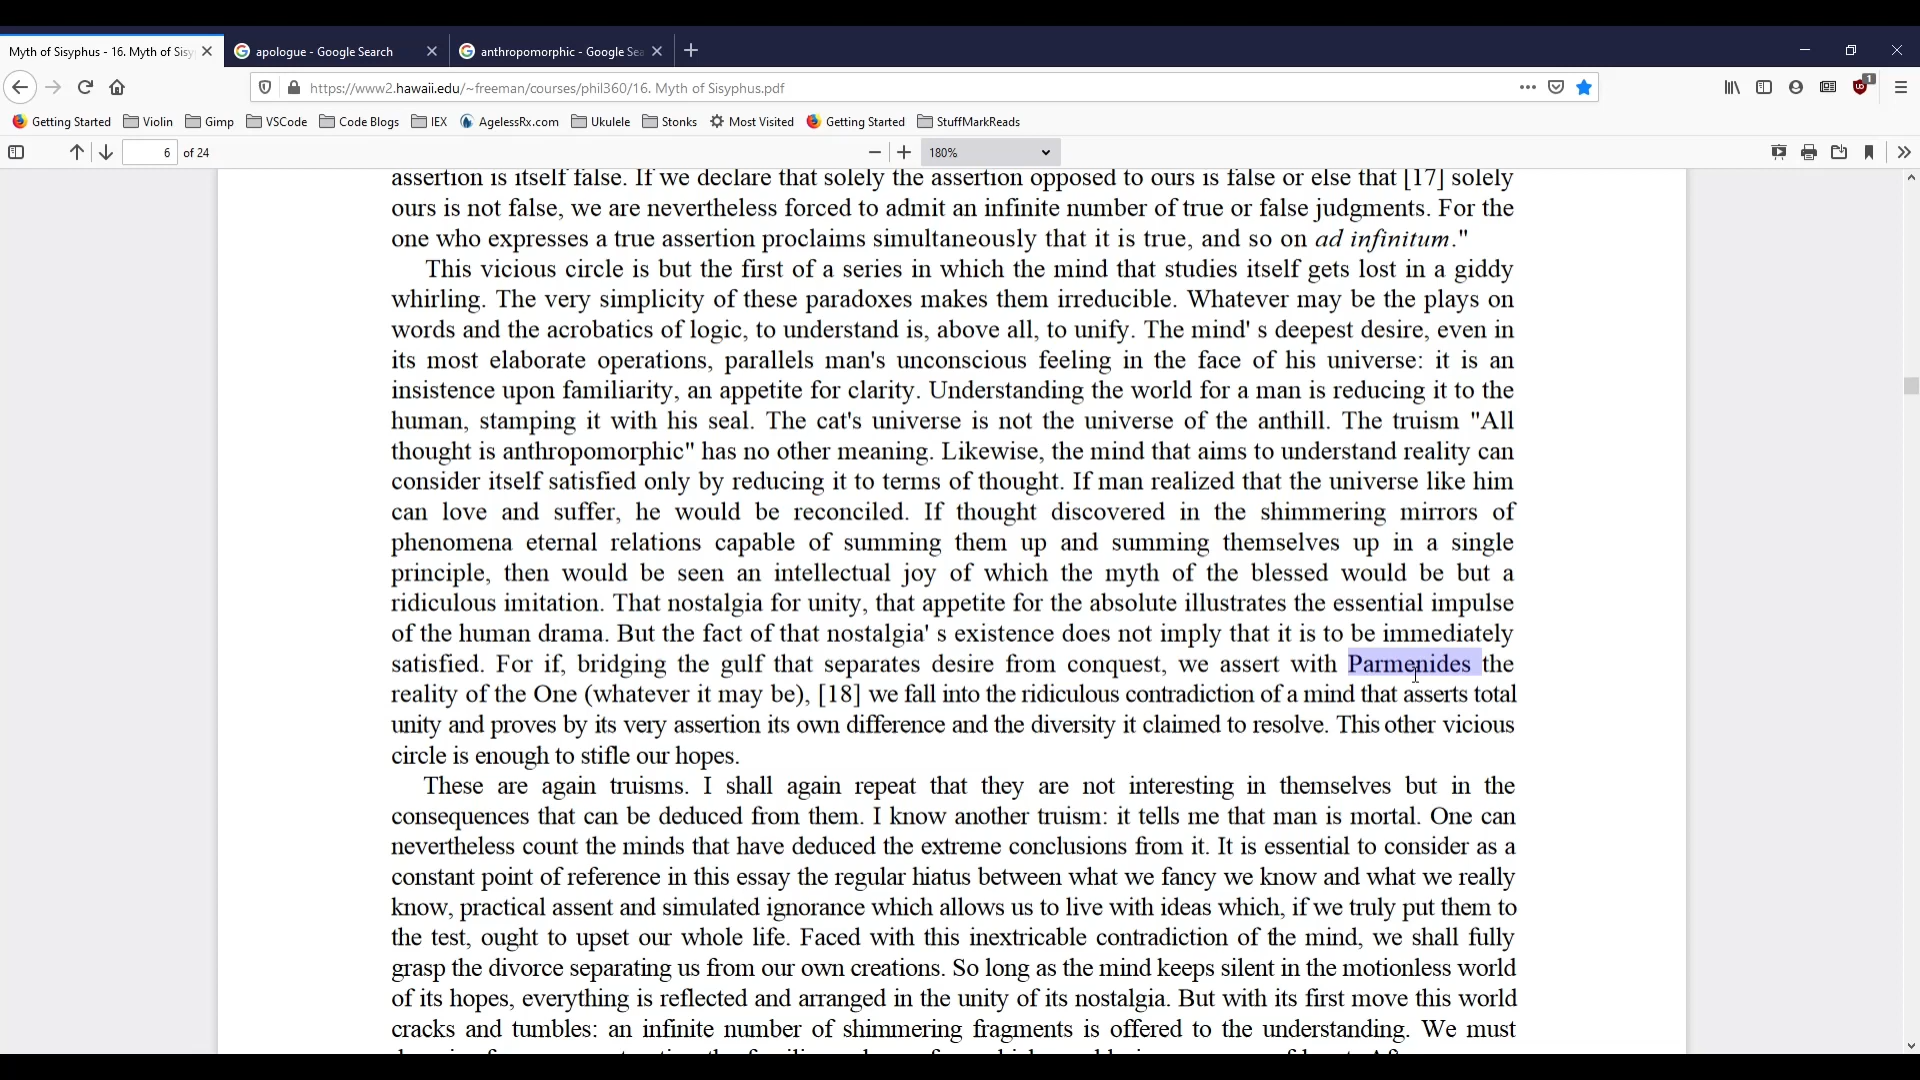 Myth of Sisyphus - 16. Myth of Sisy
apologue - Google Search
anthropomorphic - Google Sea
https://www2.hawaii.edu/~freeman/courses/phil360/16. Myth of Sisyphus.pdf
1
Getting Started Violin Gimp VSCode Code Blogs IEX AgelessRx.com Ukulele Stonks Most Visited Getting Started StuffMarkReads
6 of 24 180%
assertion is itself false. If we declare that solely the assertion opposed to ours is false or else that [17] solely
ours is not false, we are nevertheless forced to admit an infinite number of true or false judgments. For the
one who expresses a true assertion proclaims simultaneously that it is true, and so on ad infinitum."
This vicious circle is but the first of a series in which the mind that studies itself gets lost in a giddy
whirling. The very simplicity of these paradoxes makes them irreducible. Whatever may be the plays on
words and the acrobatics of logic, to understand is, above all, to unify. The mind' s deepest desire, even in
its most elaborate operations, parallels man's unconscious feeling in the face of his universe: it is an
insistence upon familiarity, an appetite for clarity. Understanding the world for a man is reducing it to the
human, stamping it with his seal. The cat's universe is not the universe of the anthill. The truism "All
thought is anthropomorphic" has no other meaning. Likewise, the mind that aims to understand reality can
consider itself satisfied only by reducing it to terms of thought. If man realized that the universe like him
can love and suffer, he would be reconciled. If thought discovered in the shimmering mirrors of
phenomena eternal relations capable of summing them up and summing themselves up in a single
principle, then would be seen an intellectual joy of which the myth of the blessed would be but a
ridiculous imitation. That nostalgia for unity, that appetite for the absolute illustrates the essential impulse
of the human drama. But the fact of that nostalgia' s existence does not imply that it is to be immediately
satisfied. For if, bridging the gulf that separates desire from conquest, we assert with Parmenides the
reality of the One (whatever it may be), [18] we fall into the ridiculous contradiction of a mind that asserts total
unity and proves by its very assertion its own difference and the diversity it claimed to resolve. This other vicious
circle is enough to stifle our hopes.
These are again truisms. I shall again repeat that they are not interesting in themselves but in the
consequences that can be deduced from them. I know another truism: it tells me that man is mortal. One can
nevertheless count the minds that have deduced the extreme conclusions from it. It is essential to consider as a
constant point of reference in this essay the regular hiatus between what we fancy we know and what we really
know, practical assent and simulated ignorance which allows us to live with ideas which, if we truly put them to
the test, ought to upset our whole life. Faced with this inextricable contradiction of the mind, we shall fully
grasp the divorce separating us from our own creations. So long as the mind keeps silent in the motionless world
of its hopes, everything is reflected and arranged in the unity of its nostalgia. But with its first move this world
cracks and tumbles: an infinite number of shimmering fragments is offered to the understanding. We must